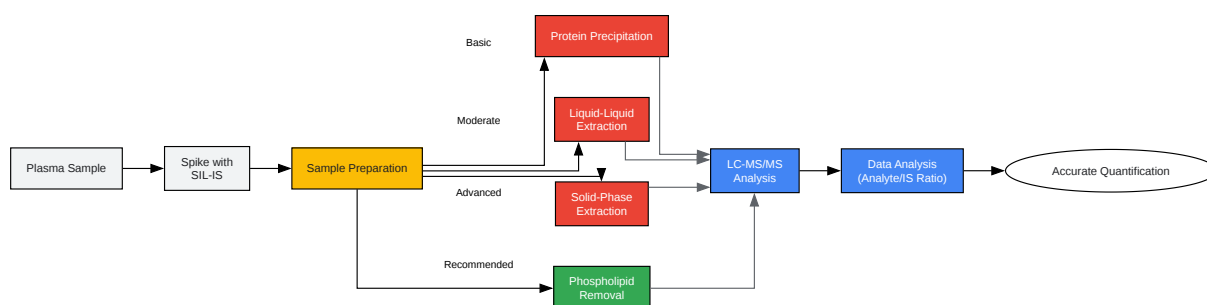 Basic
Protein Precipitation
Moderate
Liquid-Liquid
Extraction
Plasma Sample
Spike with
SIL-IS
Sample Preparation
LC-MS/MS
Analysis
Data Analysis
(Analyte/IS Ratio)
Accurate Quantification
Advanced
Solid-Phase
Extraction
Recommended
Phospholipid
Removal